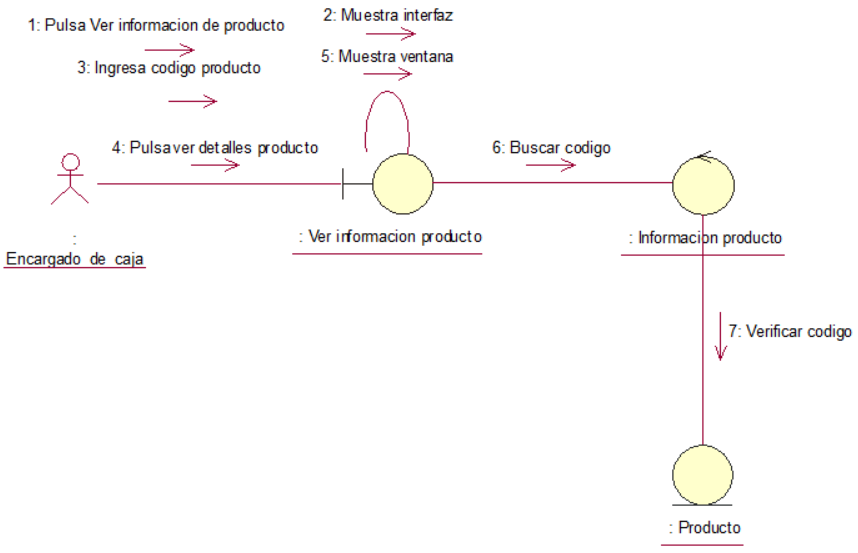 1: Pulsa Ver informacion de producto
2: Muestra interfaz
3: Ingresa codigo producto
5: Muestra ventana
4: Pulsa ver detalles producto
6: Buscar codigo
:
Encargado de caja
: Ver informacion producto
: Informacion producto
7: Verificar codigo
: Producto